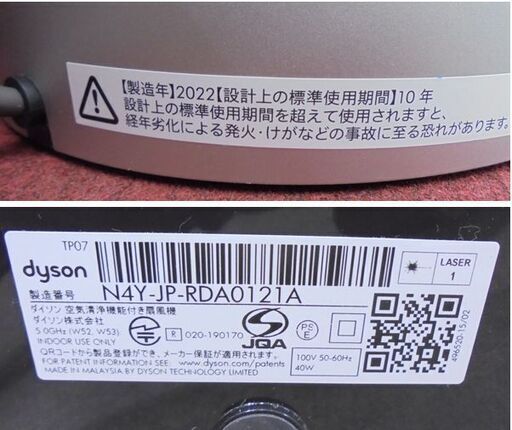 【製造年】2022【設計上の標準使用期間】10年
設計上の標準使用期間を超えて使用されますと、
経年劣化による発火・けがなどの事故に至る恐れがあります。
TP07
dyson
製造番号 N4Y-JP-RDA0121A
LASER
1
ダイソン 空気清浄機能付き扇風機
ダイソン株式会社
5.0GHz (W52, W53)
INDOOR USE ONLY
R 020-190170
JQA
PS
E
100V 50-60Hz
40W
QRコードから製品登録ができ、メーカー保証が適用されます。
FOR PATENT INFORMATION SEE: www.dyson.com/patents
MADE IN MALAYSIA BY DYSON TECHNOLOGY LIMITED
496520-15/02